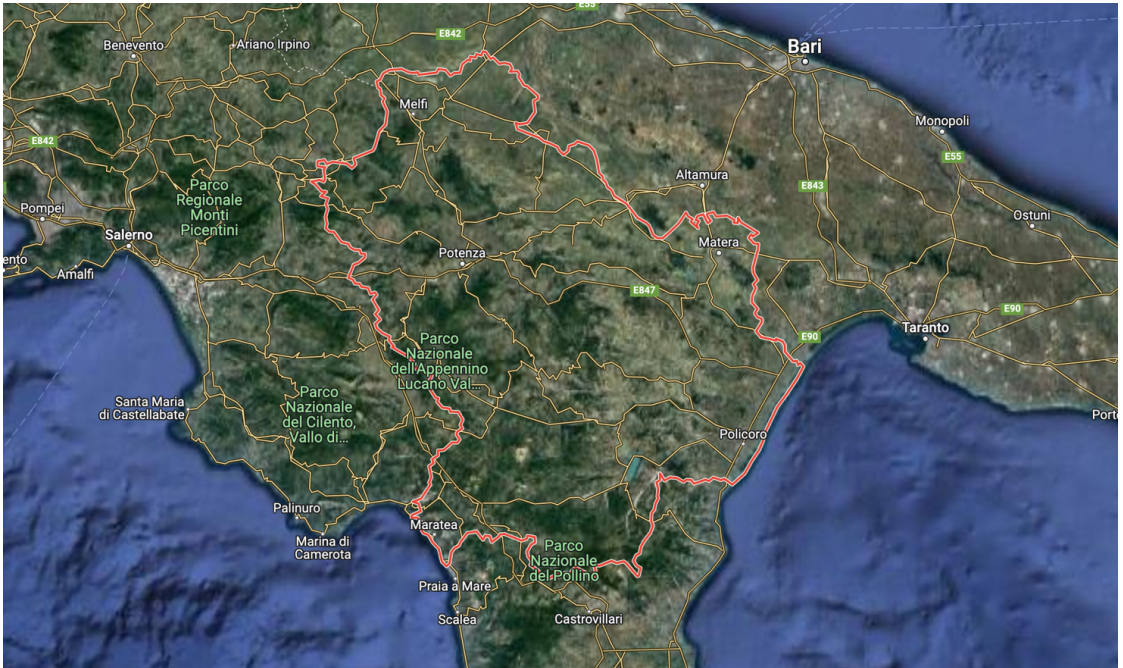 E55
E842
Bari
Benevento
Ariano Irpino
Melfi
Monopoli
E842
E55
Altamura
E843
Parco
Regionale
Monti
Picentini
Pompei
Ostuni
Salerno
Matera
Potenza
ento
Amalfi
E847
E90
Taranto
E90
Parco
Nazionale
dell'Appennino
Lucano Val...
Parco
Nazionale
del Cilento,
Vallo di...
Santa Maria
di Castellabate
Porto
Policoro
Palinuro
Maratea
Marina di
Camerota
Parco
Nazionale
del Pollino
Praia a Mare
Scalea
Castrovillari